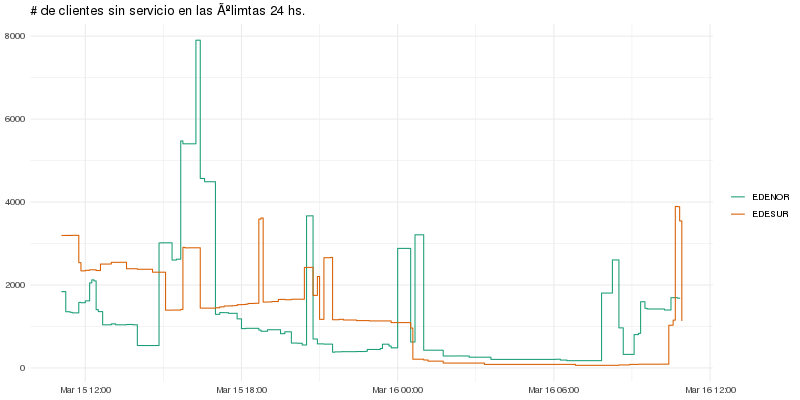 # de clientes sin servicio en las Ãºlimtas 24 hs.
8000
6000
4000
2000
0
Mar 15 12:00
Mar 15 18:00
Mar 16 00:00
Mar 16 06:00
Mar 16 12:00
EDENOR
EDESUR